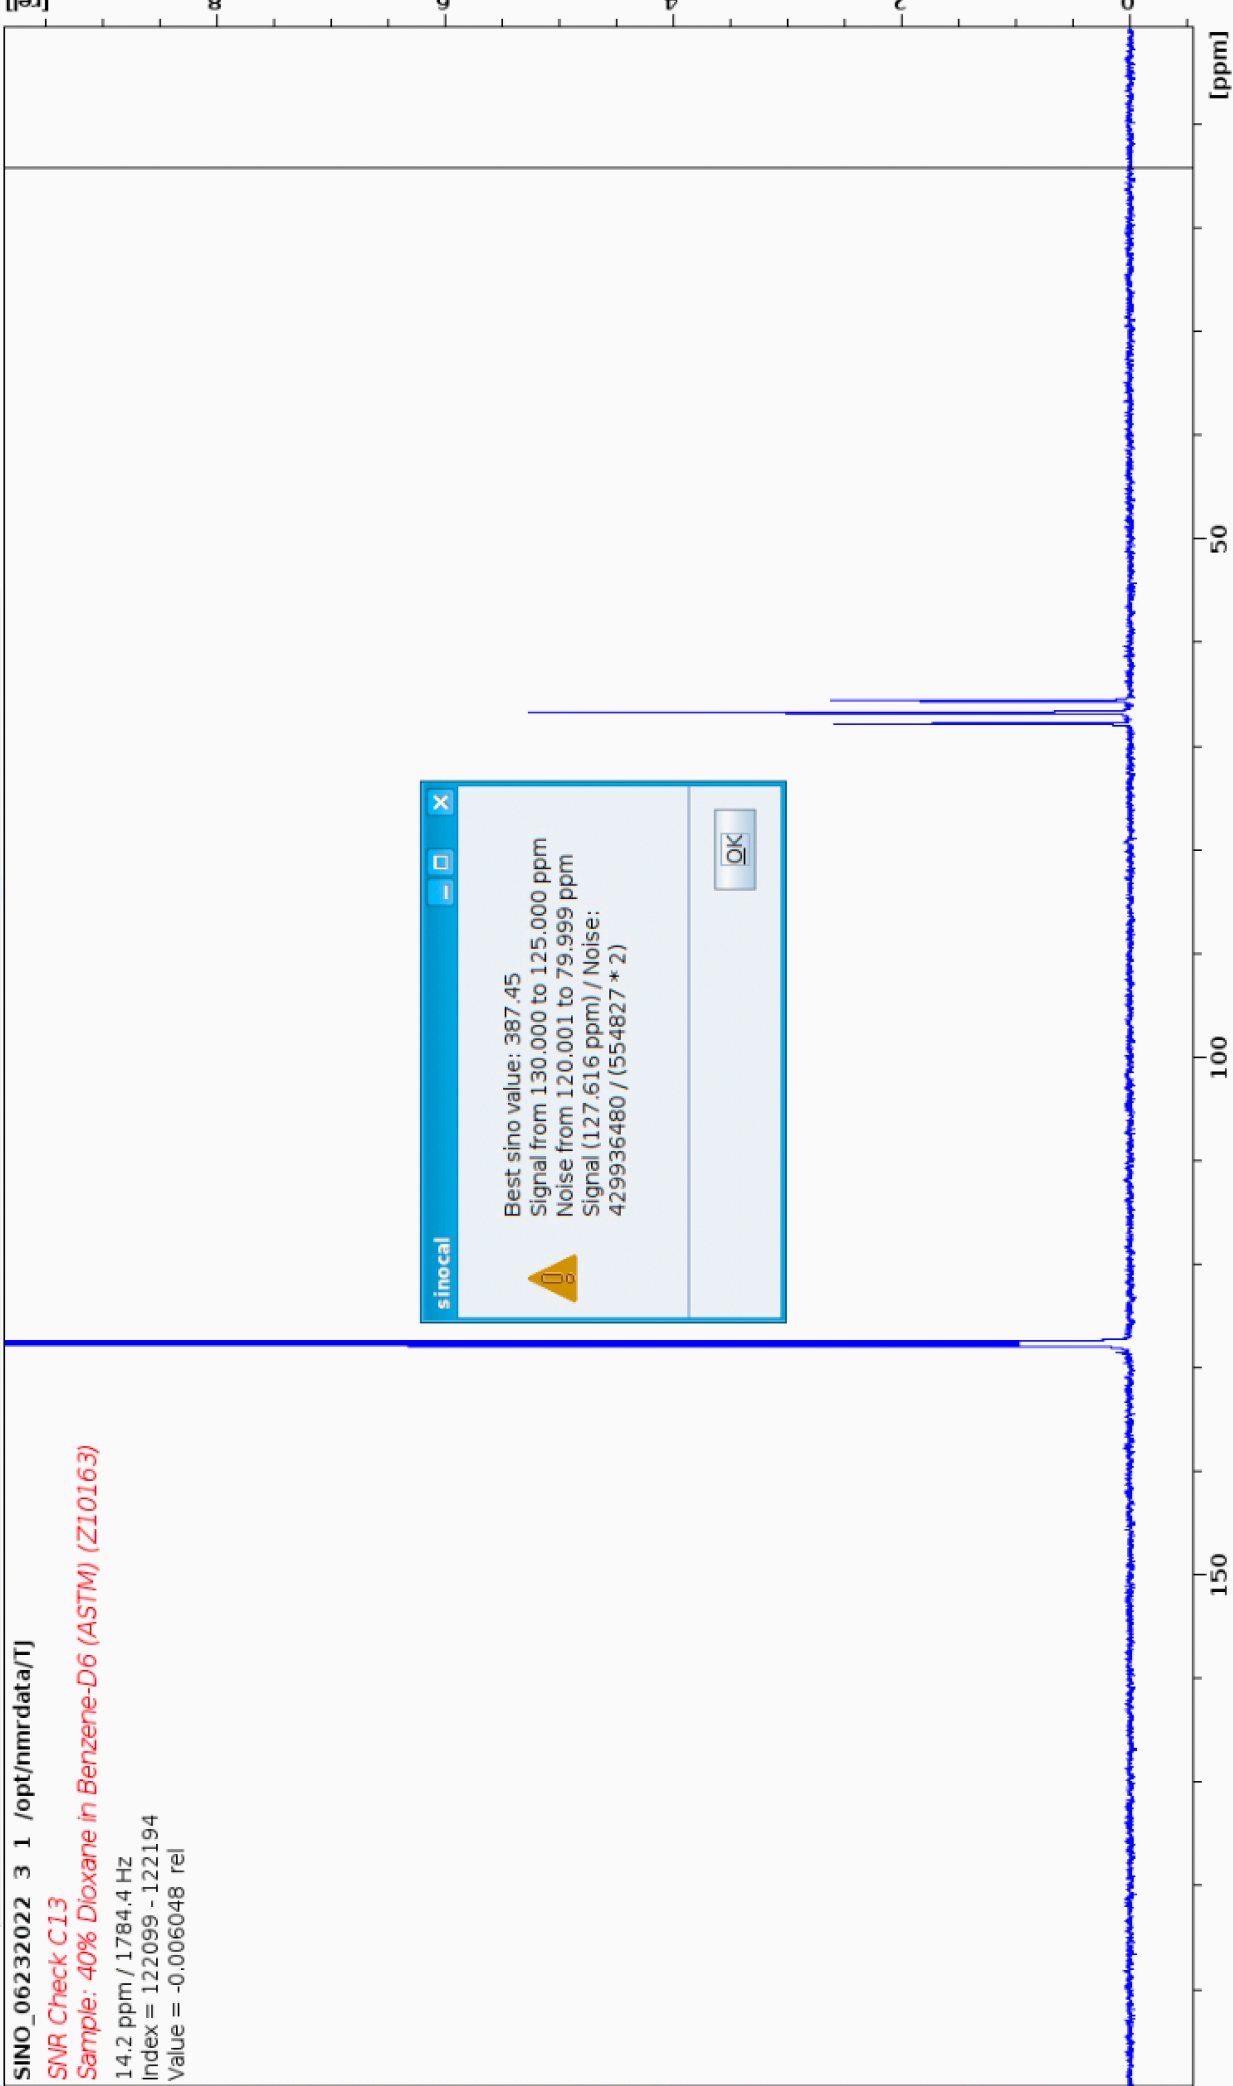 SINO_06232022 3 1 /opt/nmrdata/TJ
SNR Check C13
Sample: 40% Dioxane in Benzene-D6 (ASTM) (Z10163)
14.2 ppm / 1784.4 Hz
Index = 122099 - 122194
Value = -0.006048 rel
[rel]
8
6
4
2
0
sinocal
Best sino value: 387.45
Signal from 130.000 to 125.000 ppm
Noise from 120.001 to 79.999 ppm
Signal (127.616 ppm) / Noise:
429936480 / (554827 * 2)
OK
150
100
50
[ppm]